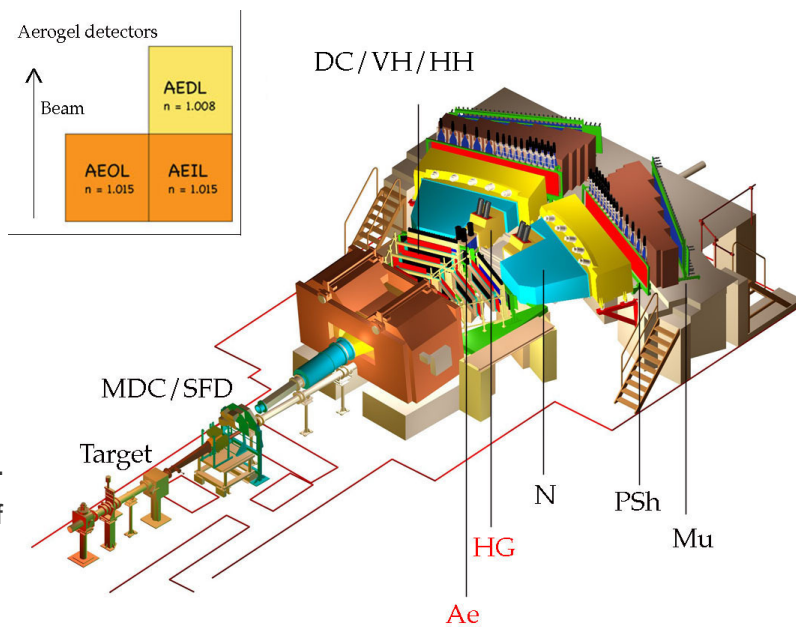 Aerogel detectors
Beam
AEDL
n = 1.008
AEOL
n = 1.015
AEIL
n = 1.015
DC/VH/HH
MDC/SFD
Target
N
PSh
Mu
HG
Ae
f